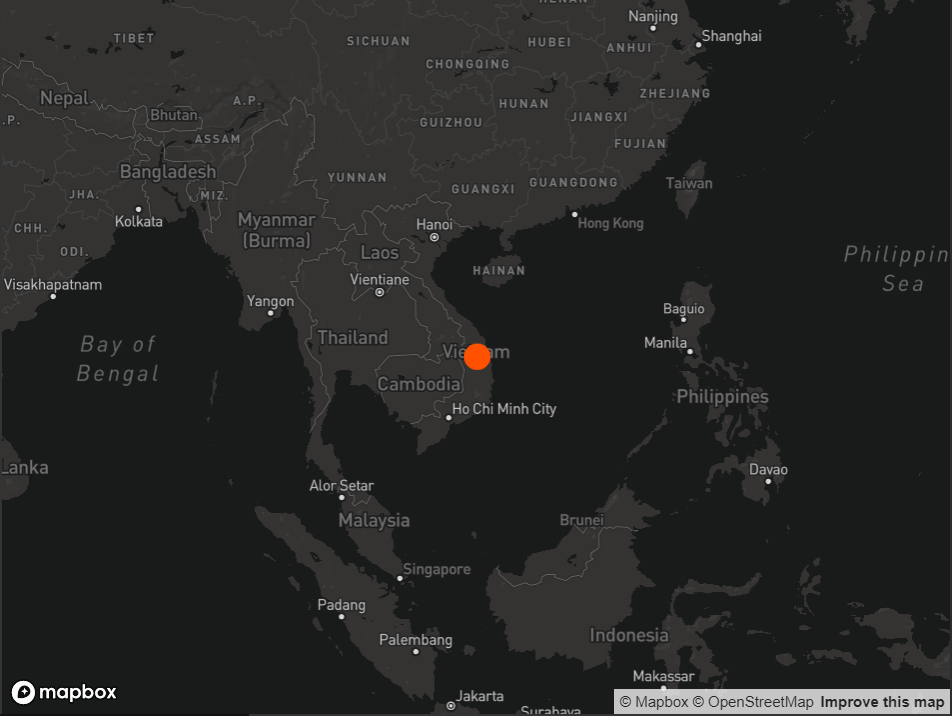 HENAN
Nanjing
Shanghai
TIBET
SICHUAN
HUBEI
ANHUI
CHONGQING
ZHEJIANG
Nepal
A.P.
HUNAN
Bhutan
JIANGXI
.P.
GUIZHOU
ASSAM
FUJIAN
Bangladesh
YUNNAN
GUANGXI
GUANGDONG
Taiwan
JHA.
MIZ.
Kolkata
Myanmar
(Burma)
Hanoi
Hong Kong
CHH.
ODI.
Laos
HAINAN
Philippin
Sea
Vientiane
Visakhapatnam
Yangon
Baguio
Thailand
Manila
Bay of
Bengal
Vietnam
Cambodia
Philippines
Ho Chi Minh City
Lanka
Davao
Alor Setar
Malaysia
Brunei
Singapore
Padang
Palembang
Indonesia
Makassar
mapbox
Jakarta
Surabaya
© Mapbox © OpenStreetMap Improve this map